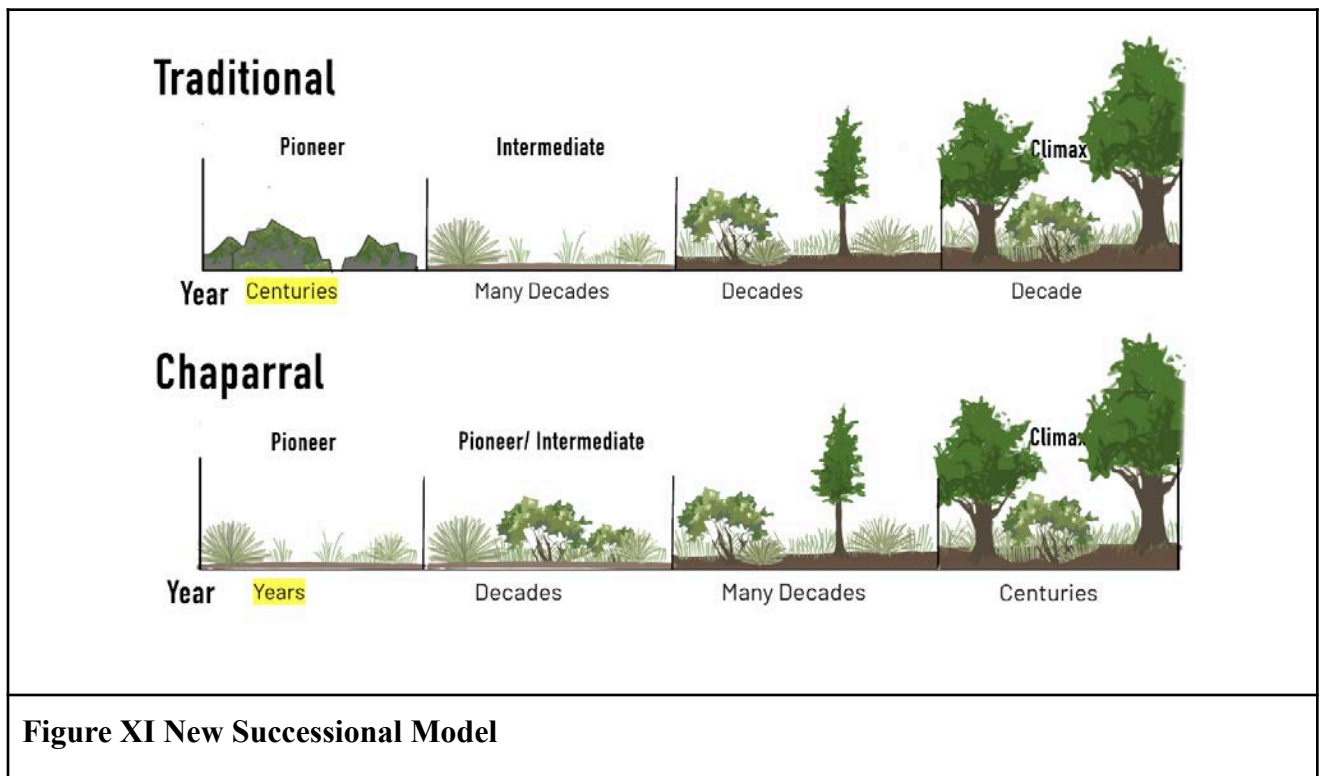 Traditional
Pioneer Intermediate Climax
Year Centuries Many Decades Decades Decade
Chaparral
Pioneer Pioneer/ Intermediate Climax
Year Years Decades Many Decades Centuries
Figure XI New Successional Model